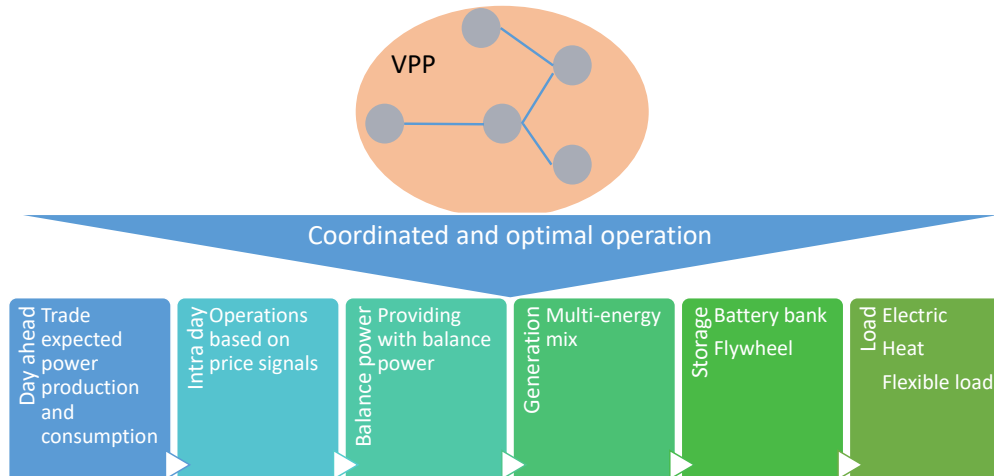 VPP
Coordinated and optimal operation
Day ahead
Trade
expected
power
production
and
consumption
Intra day
Operations
based on
price signals
Balance power
Providing
with balance
power
Generation
Multi-energy
mix
Storage
Battery bank
Flywheel
Load
Electric
Heat
Flexible load